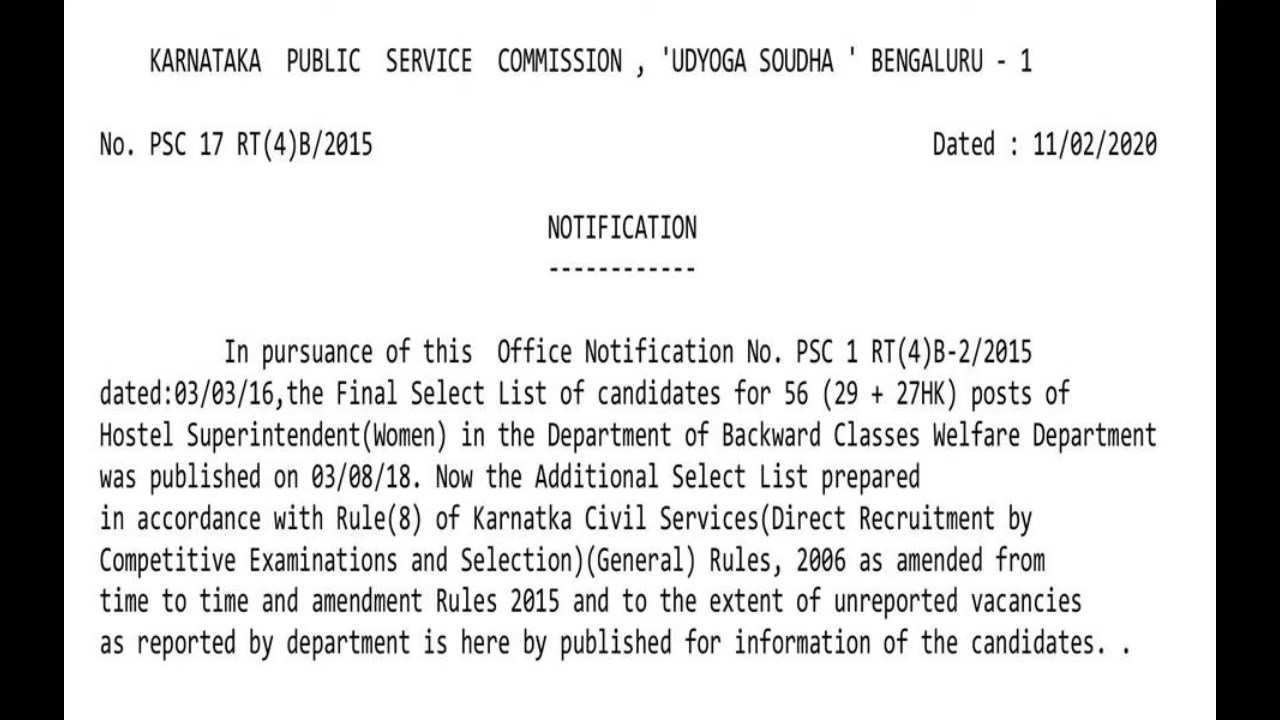 KARNATAKA PUBLIC SERVICE COMMISSION , 'UDYOGA SOUDHA ' BENGALURU - 1
No. PSC 17 RT(4)B/2015 Dated : 11/02/2020
NOTIFICATION
------------
In pursuance of this Office Notification No. PSC 1 RT(4)B-2/2015
dated:03/03/16,the Final Select List of candidates for 56 (29 + 27HK) posts of
Hostel Superintendent(Women) in the Department of Backward Classes Welfare Department
was published on 03/08/18. Now the Additional Select List prepared
in accordance with Rule(8) of Karnatka Civil Services(Direct Recruitment by
Competitive Examinations and Selection)(General) Rules, 2006 as amended from
time to time and amendment Rules 2015 and to the extent of unreported vacancies
as reported by department is here by published for information of the candidates. .